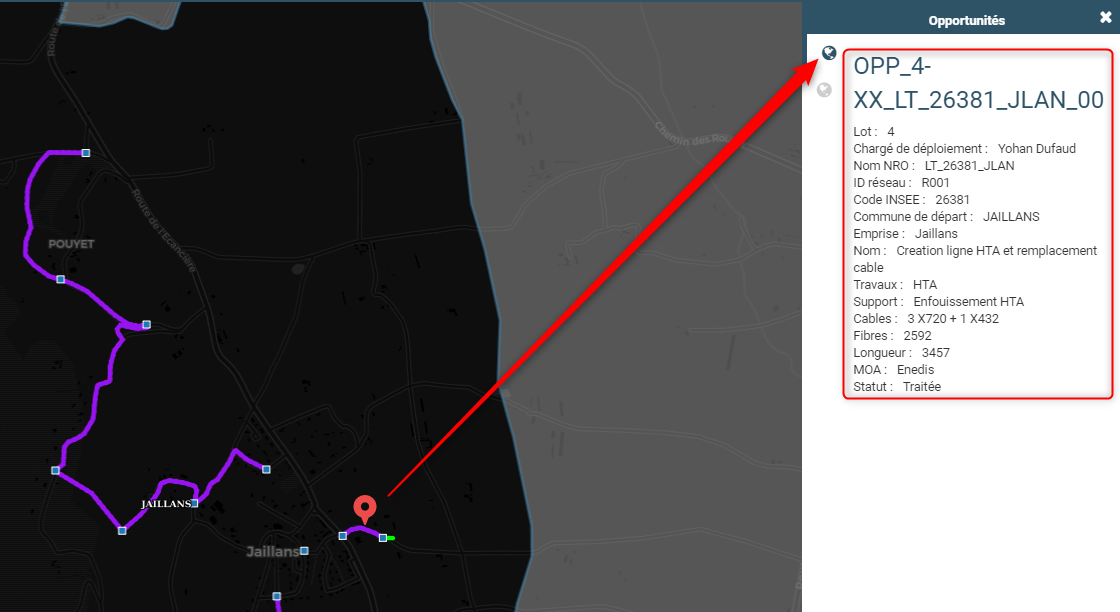 Opportunités
OPP_4-
XX_LT_26381_JLAN_00
Lot : 4
Chargé de déploiement : Yohan Dufaud
Nom NRO : LT_26381_JLAN
ID réseau : R001
Code INSEE : 26381
Commune de départ : JAILLANS
Emprise : Jaillans
Nom : Creation ligne HTA et remplacement
cable
Travaux : HTA
Support : Enfouissement HTA
Cables : 3 X720 + 1 X432
Fibres : 2592
Longueur : 3457
MOA : Enedis
Statut : Traitée
Route de
Chemin des Rou
Route de l'Ecancière
POUYET
JAILLANS
Jaillans